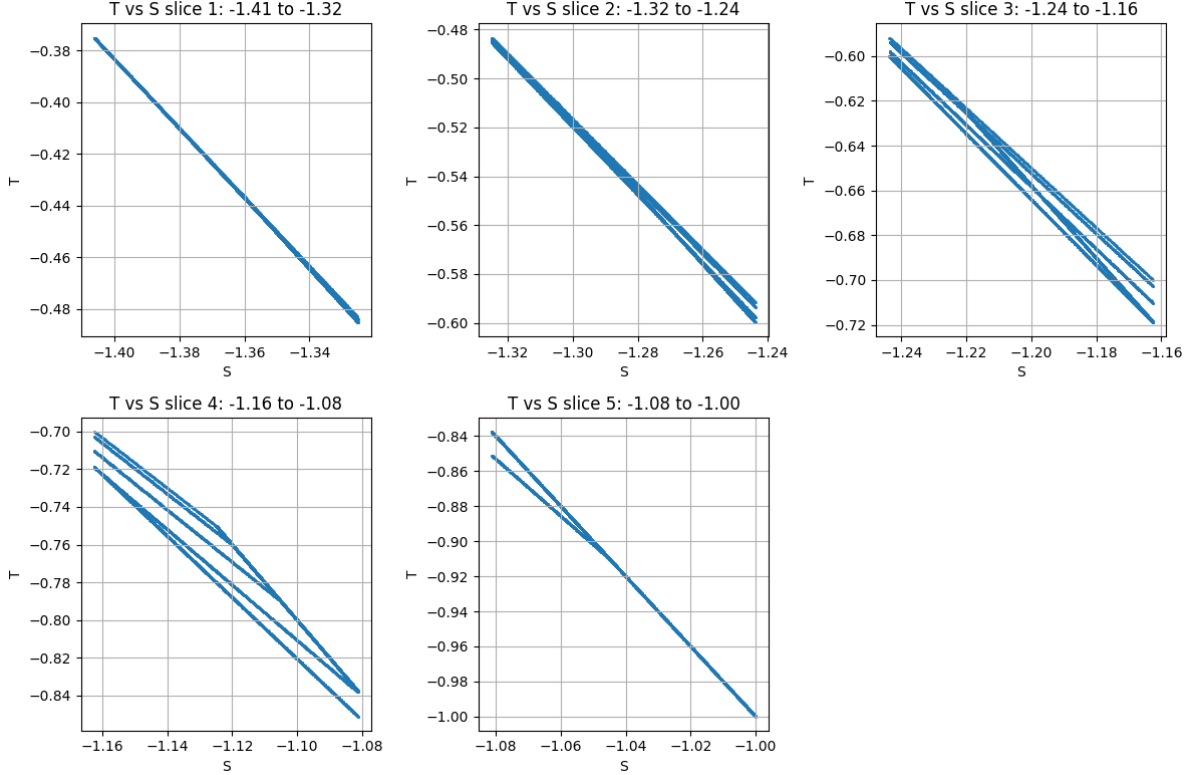 T vs S slice 1: -1.41 to -1.32
T
−0.38
−0.40
−0.42
−0.44
−0.46
−0.48
−1.40 −1.38 −1.36 −1.34
S
T vs S slice 2: -1.32 to -1.24
T
−0.48
−0.50
−0.52
−0.54
−0.56
−0.58
−0.60
−1.32 −1.30 −1.28 −1.26 −1.24
S
T vs S slice 3: -1.24 to -1.16
T
−0.60
−0.62
−0.64
−0.66
−0.68
−0.70
−0.72
−1.24 −1.22 −1.20 −1.18 −1.16
S
T vs S slice 4: -1.16 to -1.08
T
−0.70
−0.72
−0.74
−0.76
−0.78
−0.80
−0.82
−0.84
−1.16 −1.14 −1.12 −1.10 −1.08
S
T vs S slice 5: -1.08 to -1.00
T
−0.84
−0.86
−0.88
−0.90
−0.92
−0.94
−0.96
−0.98
−1.00
−1.08 −1.06 −1.04 −1.02 −1.00
S